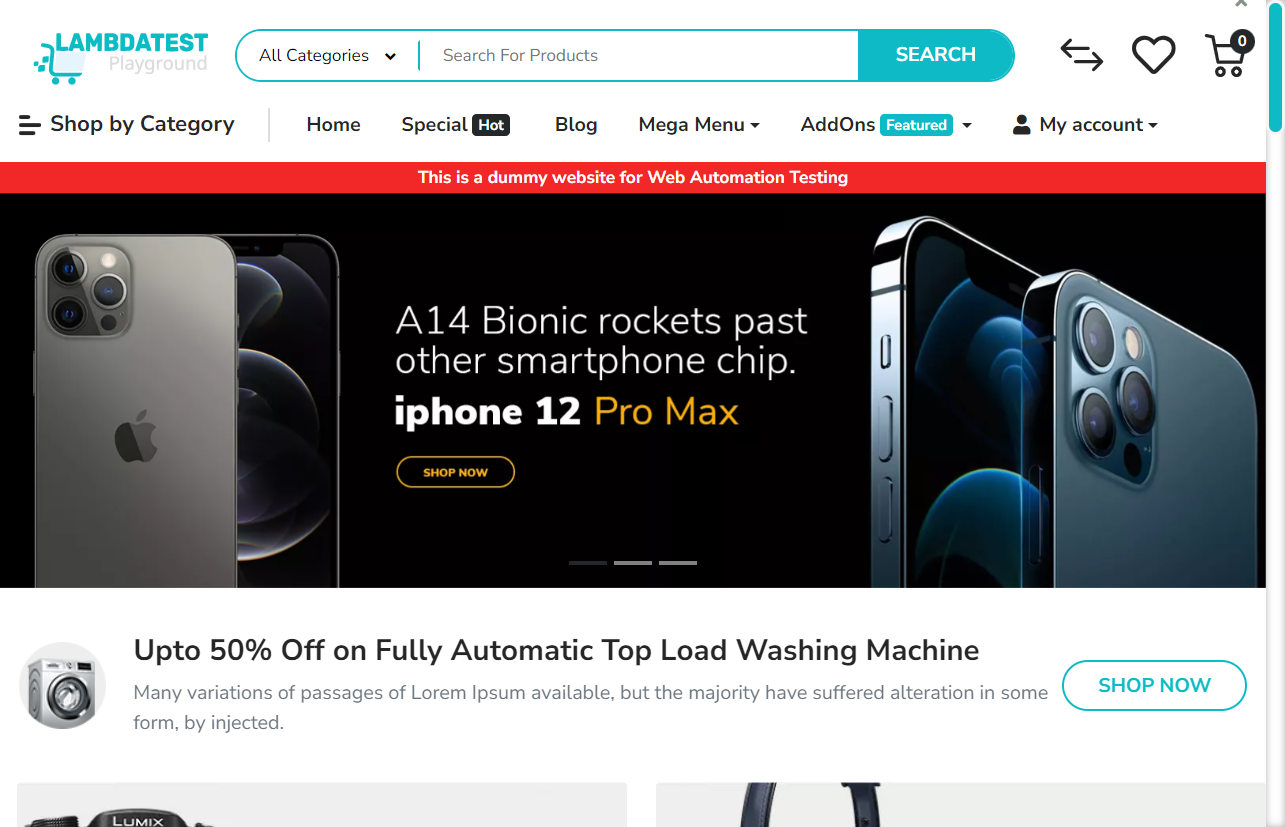 LAMBDATEST
Playground
All Categories
Search For Products
SEARCH
0
Shop by Category
Home
Special Hot
Blog
Mega Menu
AddOns Featured
My account
This is a dummy website for Web Automation Testing
A14 Bionic rockets past
other smartphone chip.
iphone 12 Pro Max
SHOP NOW
Upto 50% Off on Fully Automatic Top Load Washing Machine
Many variations of passages of Lorem Ipsum available, but the majority have suffered alteration in some
form, by injected.
SHOP NOW
LUMIX